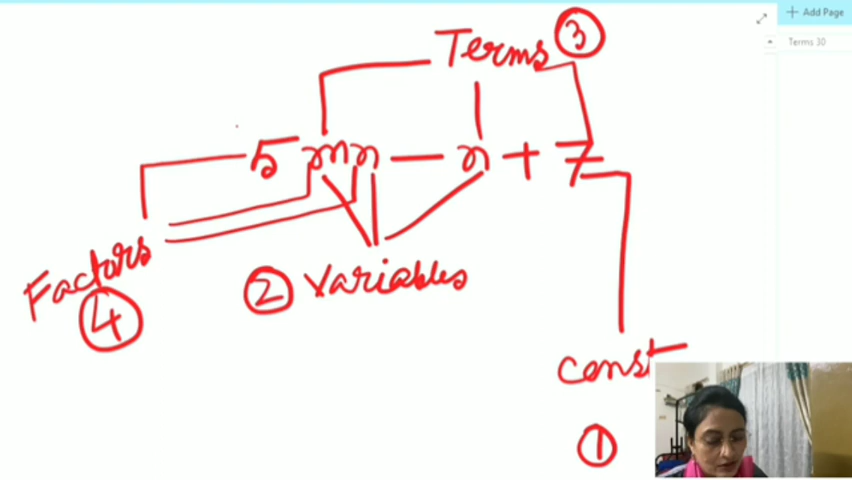 + Add Page
Terms 30
Terms ③
5mn - n + 7
Factors
④
② Variables
const
①